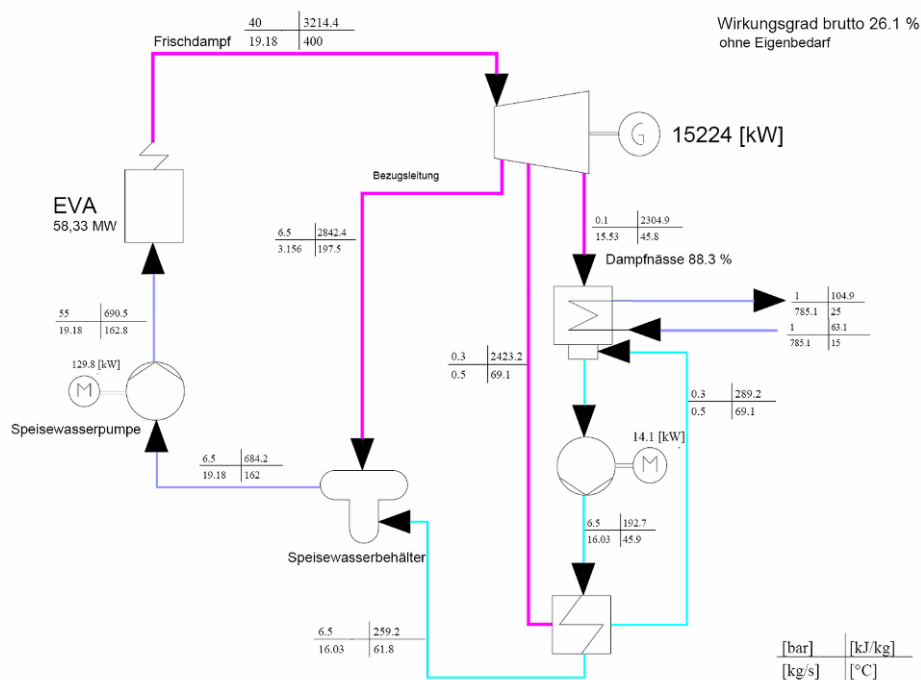 40 3214.4
19.18 400
Frischdampf
Wirkungsgrad brutto 26.1 %
ohne Eigenbedarf
G
15224 [kW]
Bezugsleitung
EVA
58,33 MW
6.5 2842.4
3.156 197.5
0.1 2304.9
15.53 45.8
Dampfnässe 88.3 %
1 104.9
785.1 25
1 63.1
785.1 15
55 690.5
19.18 162.8
0.3 2423.2
0.5 69.1
0.3 289.2
0.5 69.1
129.8 [kW]
M
Speisewasserpumpe
14.1 [kW]
M
6.5 684.2
19.18 162
6.5 192.7
16.03 45.9
Speisewasserbehälter
6.5 259.2
16.03 61.8
[bar] [kJ/kg]
[kg/s] [°C]